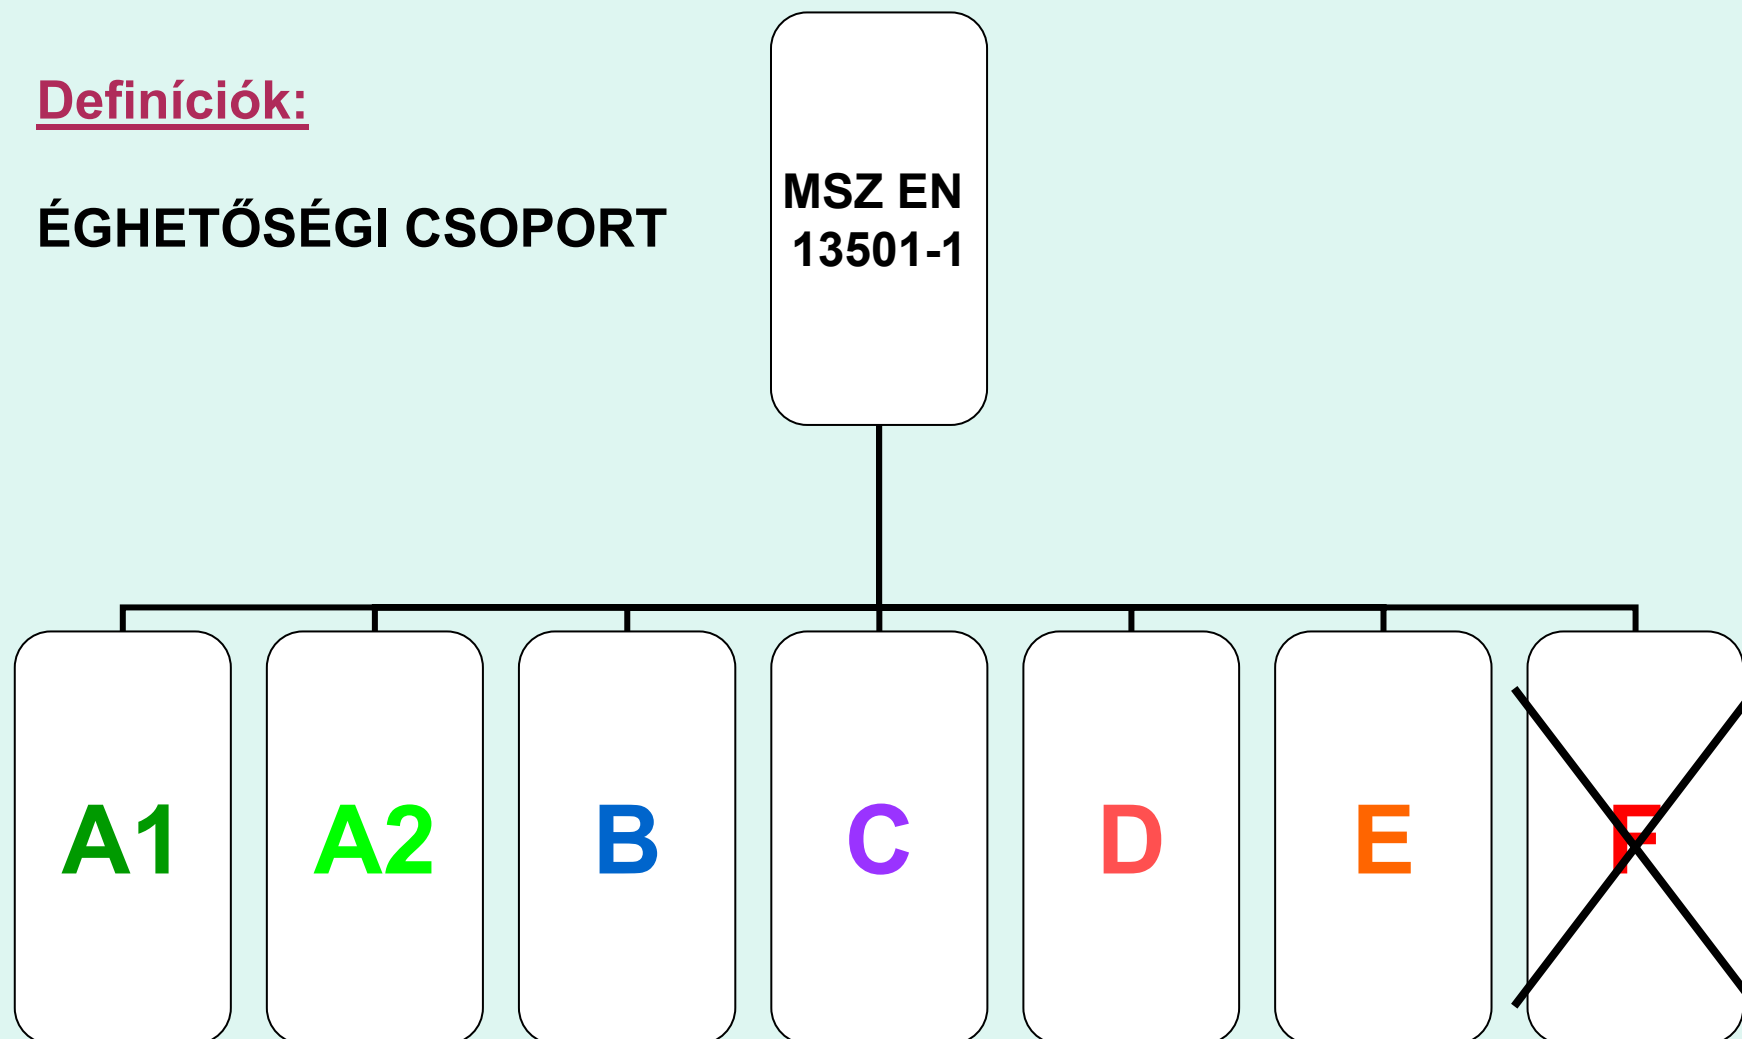 Definíciók:
ÉGHETŐSÉGI CSOPORT
MSZ EN
13501-1
A1
A2
B
C
D
E
F